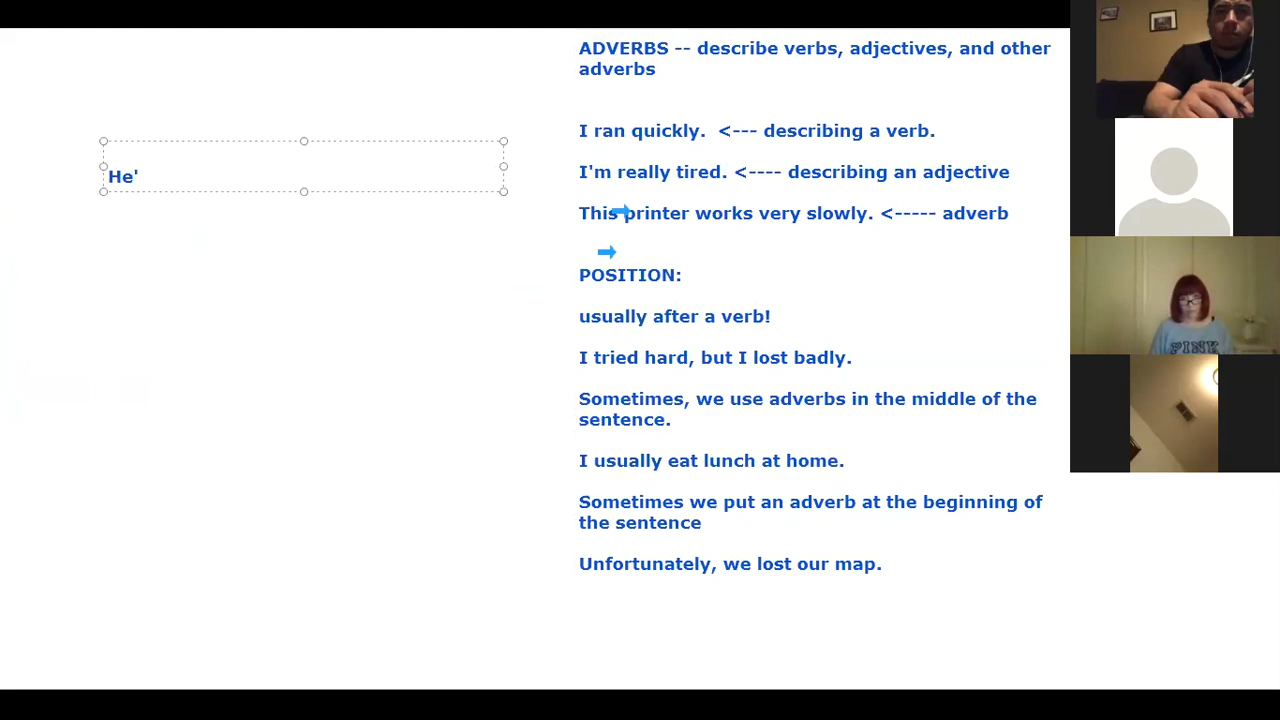 He'
ADVERBS -- describe verbs, adjectives, and other
adverbs
I ran quickly. <--- describing a verb.
I'm really tired. <---- describing an adjective
This printer works very slowly. <----- adverb
POSITION:
usually after a verb!
I tried hard, but I lost badly.
Sometimes, we use adverbs in the middle of the
sentence.
I usually eat lunch at home.
Sometimes we put an adverb at the beginning of
the sentence
Unfortunately, we lost our map.
PINK